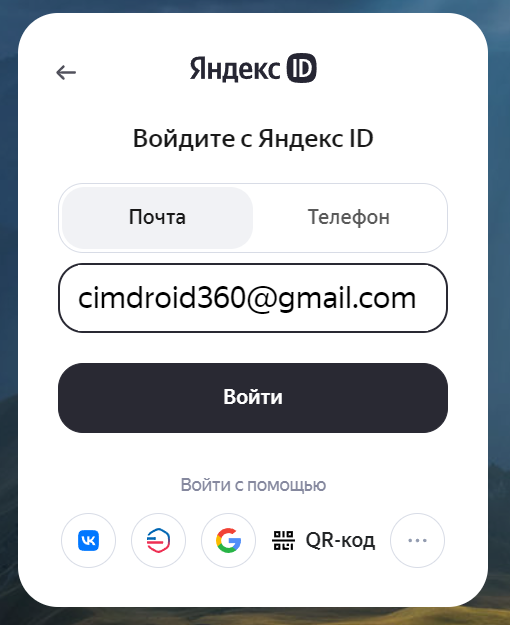 Яндекс ID
Войдите с Яндекс ID
Почта Телефон
cimdroid360@gmail.com
Войти
Войти с помощью
QR-код